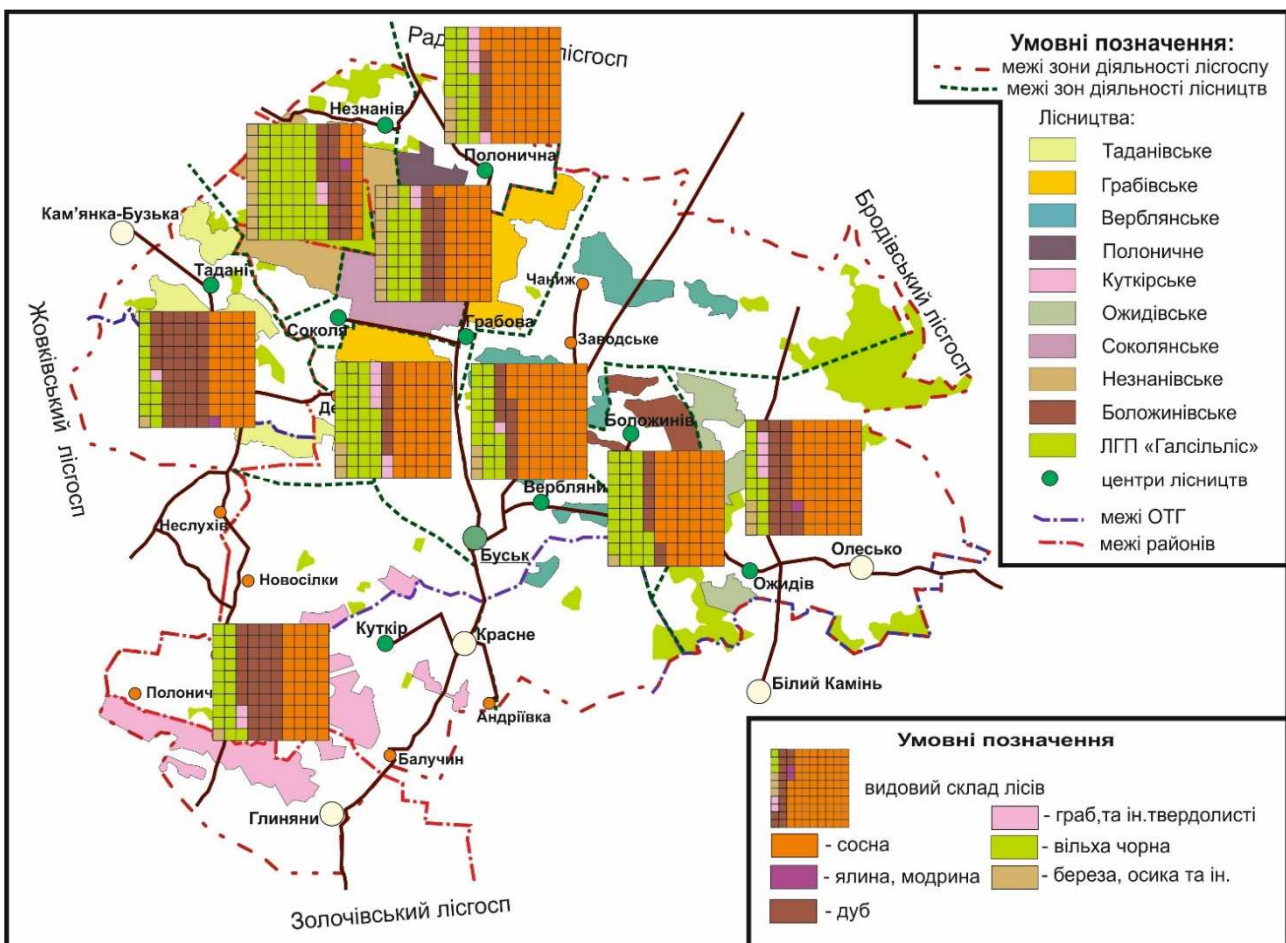 Рад
лісгосп
Незнанів
Полонична
Кам’янка-Бузька
Тадані
Соколя
Грабова
Чаниж
Заводське
Бродівський лісгосп
Жовківський лісгосп
Де
Боложинів
Вербляни
Неслухів
Буськ
Олесько
Ожидів
Новосілки
Куткір
Красне
Полонич
Білий Камінь
Андріївка
Балучин
Глиняни
Золочівський лісгосп
Умовні позначення:
межі зони діяльності лісгоспу
межі зон діяльності лісництв
Лісництва:
Таданівське
Грабівське
Верблянське
Полоничне
Куткірське
Ожидівське
Соколянське
Незнанівське
Боложинівське
ЛГП «Галсільліс»
центри лісництв
межі ОТГ
межі районів
Умовні позначення
видовий склад лісів
- сосна
- ялина, модрина
- дуб
- граб,та ін.твердолисті
- вільха чорна
- береза, осика та ін.